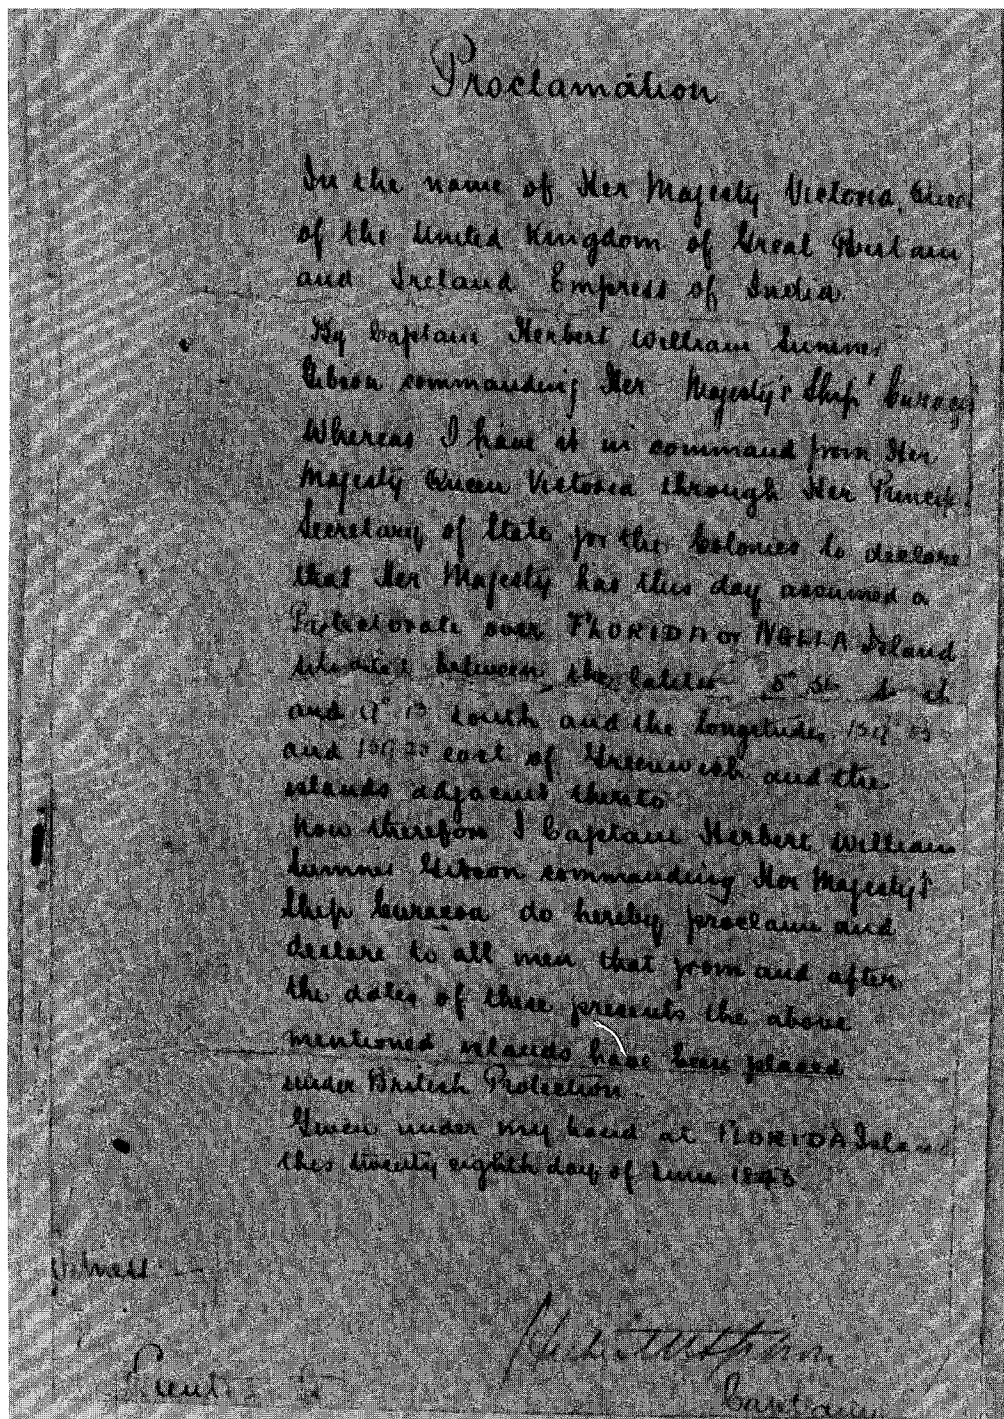 Proclamation
In the name of Her Majesty Victoria, Queen
of the United Kingdom of Great Britain
and Ireland Empress of India
By Captain Herbert William Sumner
Gibson commanding Her Majesty's Ship 'Curacoa
Whereas I have it in command from Her
Majesty Queen Victoria through Her Princip
Secretary of State for the Colonies to declare
that Her Majesty has this day assumed a
Protectorate over FLORIDA or Island
situated between the
and south and the longitudes
and east of Greenwich and the
islands adjacent thereto
Now therefore I Captain Herbert William
Sumner Gibson commanding Her Majesty's
Ship Curacoa do hereby proclaim and
declare to all men that from and after
the date of these presents the above
mentioned islands have been placed
under British Protection
Given under my hand at FLORIDA Island
this twenty eighth day of June
Witness
Captain
Lieut